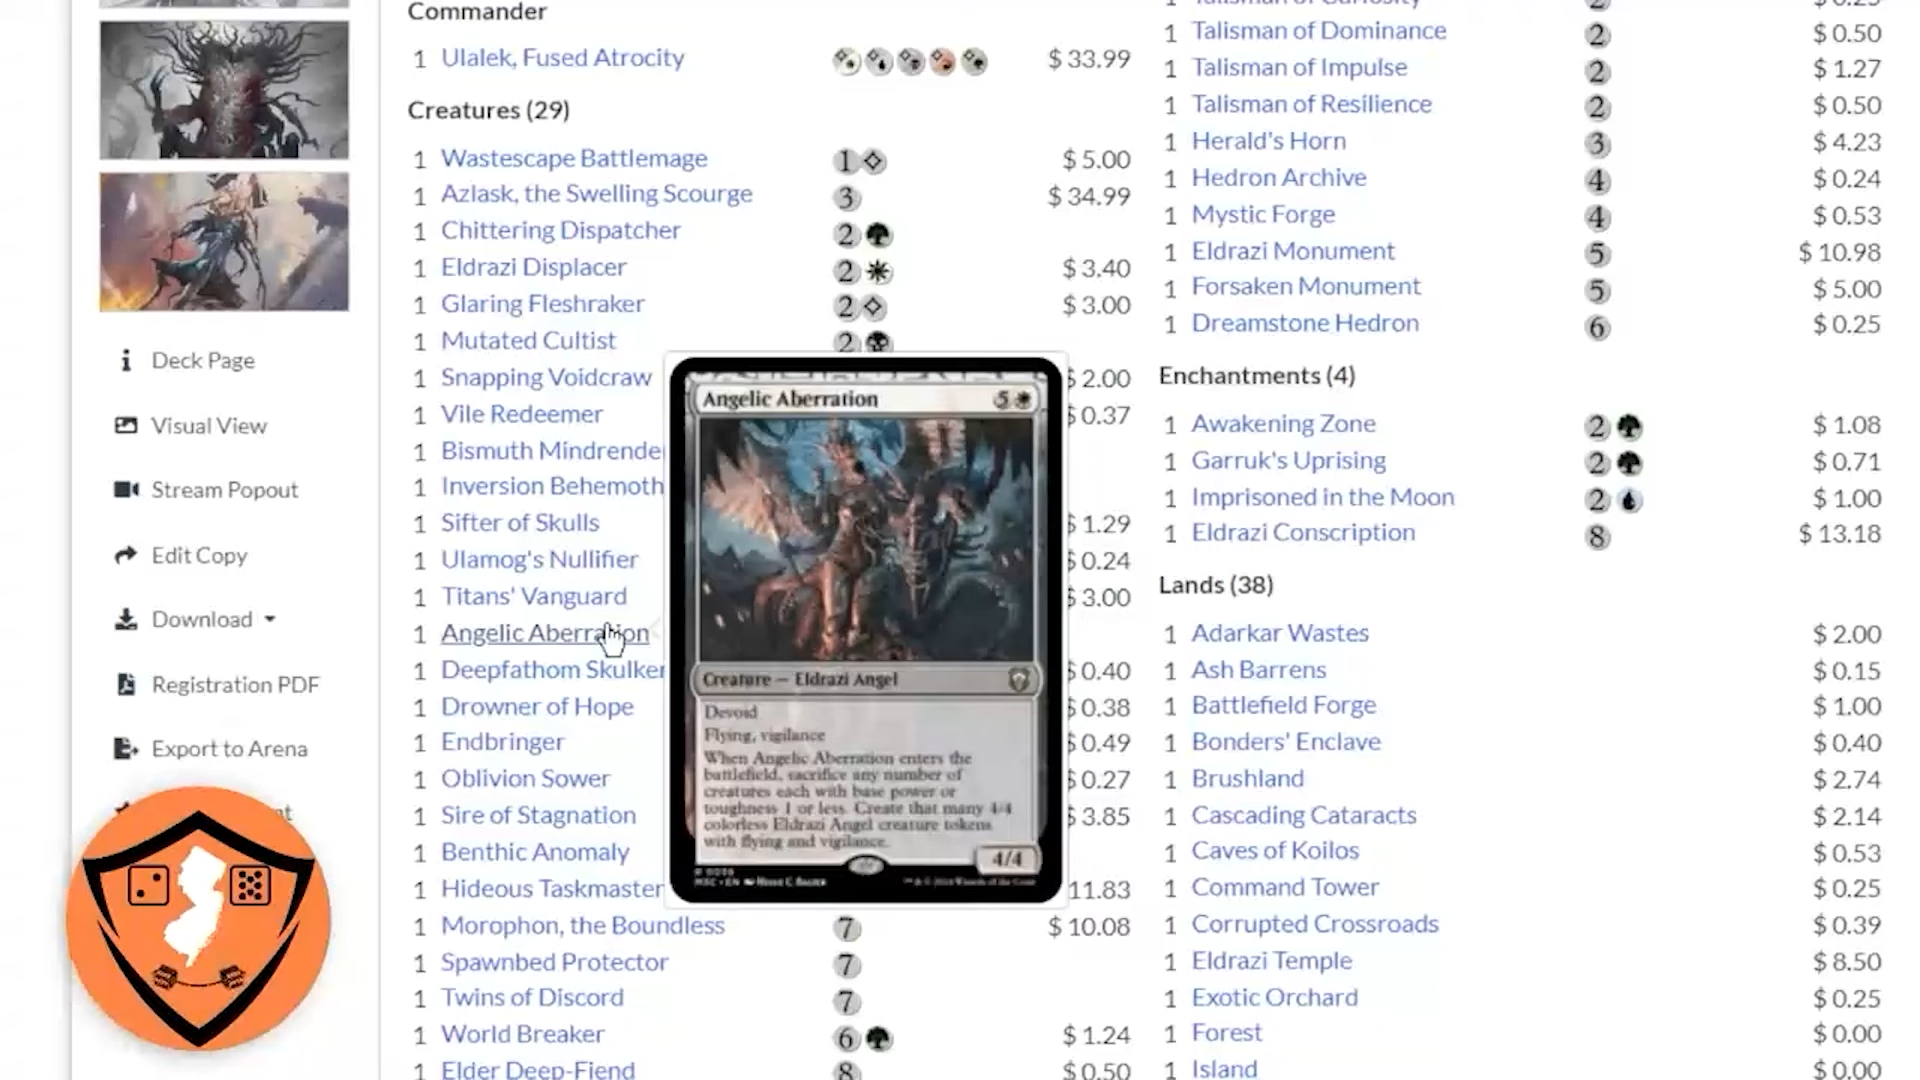 Commander
1 Ulalek, Fused Atrocity $ 33.99
Creatures (29)
1 Wastescape Battlemage 1 $ 5.00
1 Azlask, the Swelling Scourge 3 $ 34.99
1 Chittering Dispatcher 2
1 Eldrazi Displacer 2 $ 3.40
1 Glaring Fleshraker 2 $ 3.00
1 Mutated Cultist 2
1 Snapping Voidcraw $ 2.00
1 Vile Redeemer $ 0.37
1 Bismuth Mindrende
1 Inversion Behemoth
1 Sifter of Skulls $ 1.29
1 Ulamog's Nullifier $ 0.24
1 Titans' Vanguard $ 3.00
1 Angelic Aberration
1 Deepfathom Skulker $ 0.40
1 Drowner of Hope $ 0.38
1 Endbringer $ 0.49
1 Oblivion Sower $ 0.27
1 Sire of Stagnation $ 3.85
1 Benthic Anomaly
1 Hideous Taskmaster 11.83
1 Morophon, the Boundless 7 $ 10.08
1 Spawnbed Protector 7
1 Twins of Discord 7
1 World Breaker 6 $ 1.24
1 Elder Deep-Fiend 8 $ 0.50
Angelic Aberration 5
Creature — Eldrazi Angel
Devoid
Flying, vigilance
When Angelic Aberration enters the
battlefield, sacrifice any number of
creatures each with base power or
toughness 1 or less. Create that many 4/4
colorless Eldrazi Angel creature tokens
with flying and vigilance.
4/4
1 Talisman of Curiosity 2 $ 0.25
1 Talisman of Dominance 2 $ 0.50
1 Talisman of Impulse 2 $ 1.27
1 Talisman of Resilience 2 $ 0.50
1 Herald's Horn 3 $ 4.23
1 Hedron Archive 4 $ 0.24
1 Mystic Forge 4 $ 0.53
1 Eldrazi Monument 5 $ 10.98
1 Forsaken Monument 5 $ 5.00
1 Dreamstone Hedron 6 $ 0.25
Enchantments (4)
1 Awakening Zone 2 $ 1.08
1 Garruk's Uprising 2 $ 0.71
1 Imprisoned in the Moon 2 $ 1.00
1 Eldrazi Conscription 8 $ 13.18
Lands (38)
1 Adarkar Wastes $ 2.00
1 Ash Barrens $ 0.15
1 Battlefield Forge $ 1.00
1 Bonders' Enclave $ 0.40
1 Brushland $ 2.74
1 Cascading Cataracts $ 2.14
1 Caves of Koilos $ 0.53
1 Command Tower $ 0.25
1 Corrupted Crossroads $ 0.39
1 Eldrazi Temple $ 8.50
1 Exotic Orchard $ 0.25
1 Forest $ 0.00
1 Island $ 0.00
Deck Page
Visual View
Stream Popout
Edit Copy
Download
Registration PDF
Export to Arena